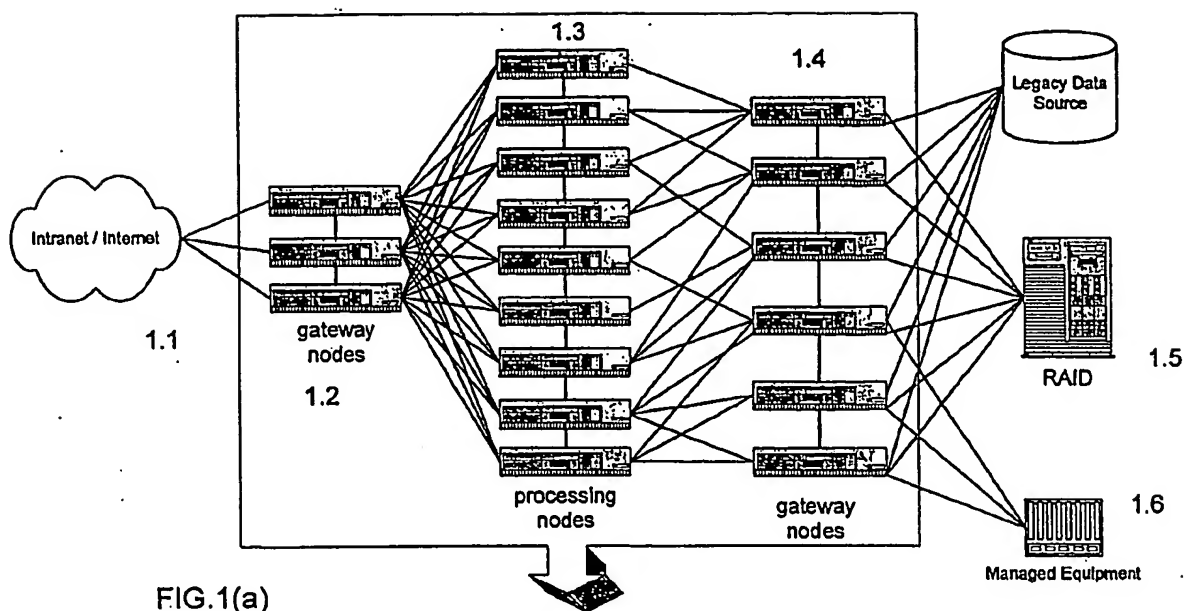 1.3
1.4
Legacy Data
Source
Intranet / Internet
1.1
gateway
nodes
1.2
RAID
1.5
processing
nodes
gateway
nodes
1.6
Managed Equipment
FIG.1(a)